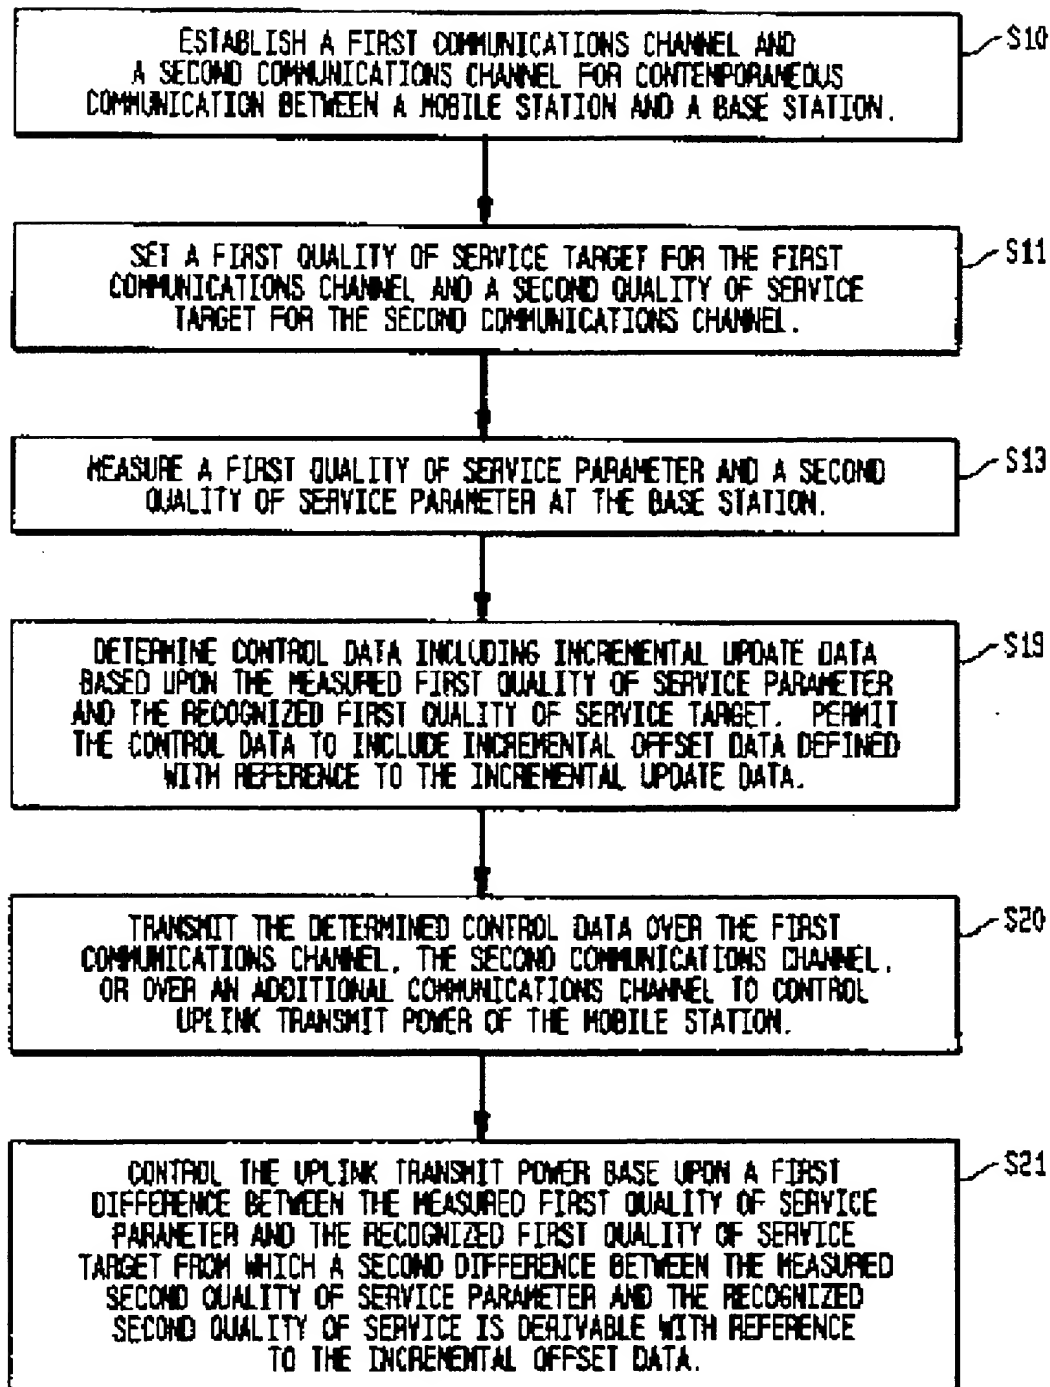 ESTABLISH A FIRST COMMUNICATIONS CHANNEL AND
A SECOND COMMUNICATIONS CHANNEL FOR CONTEMPORANEOUS
COMMUNICATION BETWEEN A MOBILE STATION AND A BASE STATION.
S10
SET A FIRST QUALITY OF SERVICE TARGET FOR THE FIRST
COMMUNICATIONS CHANNEL AND A SECOND QUALITY OF SERVICE
TARGET FOR THE SECOND COMMUNICATIONS CHANNEL.
S11
MEASURE A FIRST QUALITY OF SERVICE PARAMETER AND A SECOND
QUALITY OF SERVICE PARAMETER AT THE BASE STATION.
S13
DETERMINE CONTROL DATA INCLUDING INCREMENTAL UPDATE DATA
BASED UPON THE MEASURED FIRST QUALITY OF SERVICE PARAMETER
AND THE RECOGNIZED FIRST QUALITY OF SERVICE TARGET. PERMIT
THE CONTROL DATA TO INCLUDE INCREMENTAL OFFSET DATA DEFINED
WITH REFERENCE TO THE INCREMENTAL UPDATE DATA.
S19
TRANSMIT THE DETERMINED CONTROL DATA OVER THE FIRST
COMMUNICATIONS CHANNEL, THE SECOND COMMUNICATIONS CHANNEL,
OR OVER AN ADDITIONAL COMMUNICATIONS CHANNEL TO CONTROL
UPLINK TRANSMIT POWER OF THE MOBILE STATION.
S20
CONTROL THE UPLINK TRANSMIT POWER BASE UPON A FIRST
DIFFERENCE BETWEEN THE MEASURED FIRST QUALITY OF SERVICE
PARAMETER AND THE RECOGNIZED FIRST QUALITY OF SERVICE
TARGET FROM WHICH A SECOND DIFFERENCE BETWEEN THE MEASURED
SECOND QUALITY OF SERVICE PARAMETER AND THE RECOGNIZED
SECOND QUALITY OF SERVICE IS DERIVABLE WITH REFERENCE
TO THE INCREMENTAL OFFSET DATA.
S21